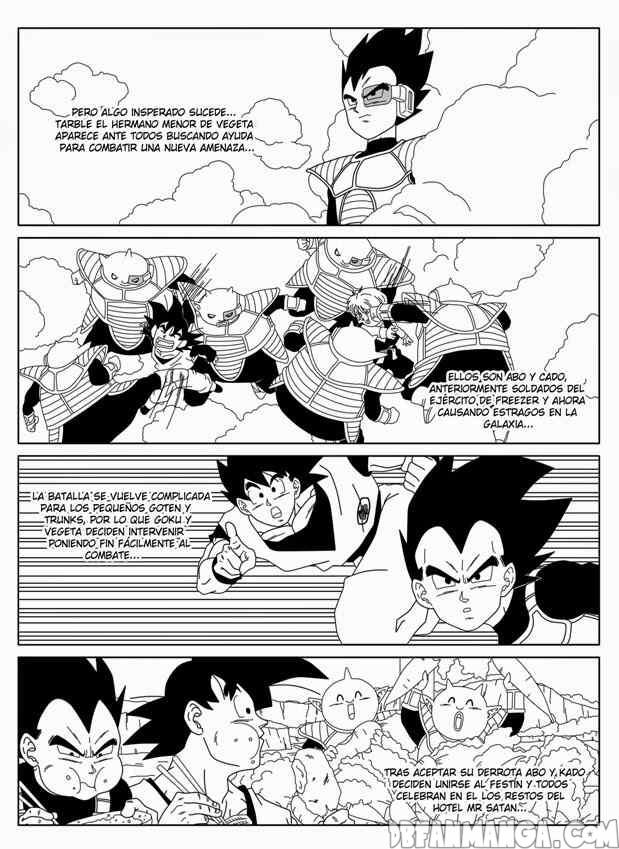 PERO ALGO INSPERADO SUCEDE...
TARBLE EL HERMANO MENOR DE VEGETA
APARECE ANTE TODOS BUSCANDO AYUDA
PARA COMBATIR UNA NUEVA AMENAZA...
ELLOS SON ABO Y CADO,
ANTERIORMENTE SOLDADOS DEL
EJÉRCITO DE FREEZER Y AHORA
CAUSANDO ESTRAGOS EN LA
GALAXIA...
LA BATALLA SE VUELVE COMPLICADA
PARA LOS PEQUEÑOS GOTEN Y
TRUNKS, POR LO QUE GOKU Y
VEGETA DECIDEN INTERVENIR
PONIENDO FIN FÁCILMENTE AL
COMBATE...
TRAS ACEPTAR SU DERROTA ABO Y KADO
DECIDEN UNIRSE AL FESTÍN Y TODOS
CELEBRAN EN EL LOS RESTOS DEL
HOTEL MR SATAN...
DBFANMANGA.COM